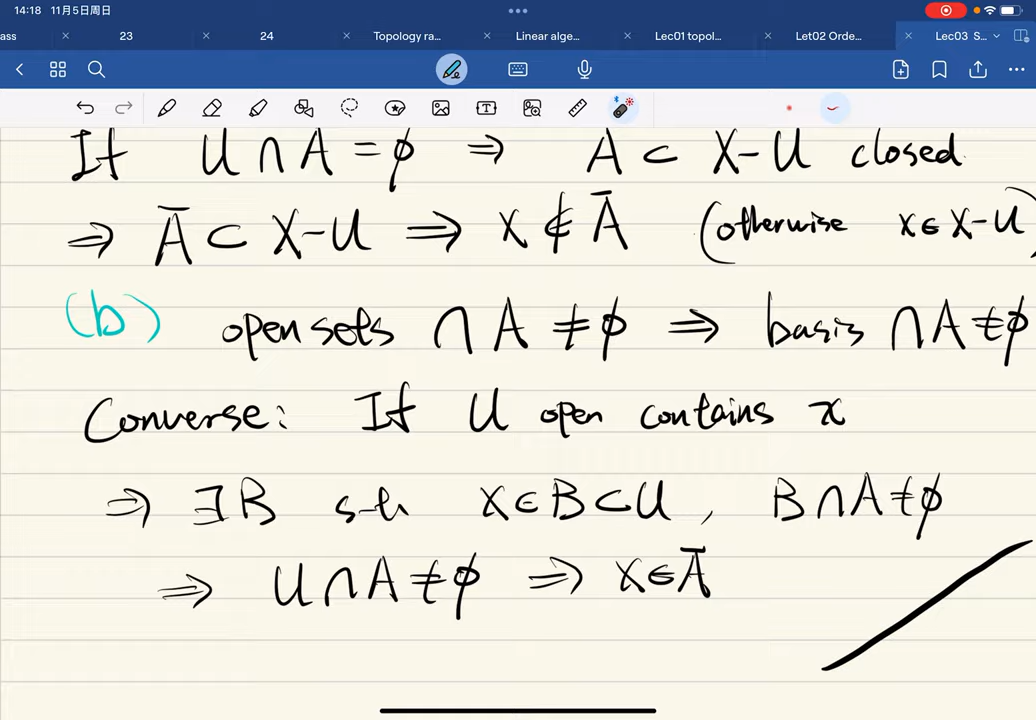 14:18 11月5日周日
ass 23 24 Topology ra... Linear alge... Lec01 topol... Let02 Orde... Lec03 S...
If U ∩ A = ϕ ⇒ A ⊂ X-U closed
⇒ Ā ⊂ X-U ⇒ x ∉ Ā (otherwise x ∈ X-U)
(b) open sets ∩ A ≠ ϕ ⇒ basis ∩ A ≠ ϕ
Converse: If U open contains x
⇒ ∃B s.th x ∈ B ⊂ U, B ∩ A ≠ ϕ
⇒ U ∩ A ≠ ϕ ⇒ x ∈ Ā